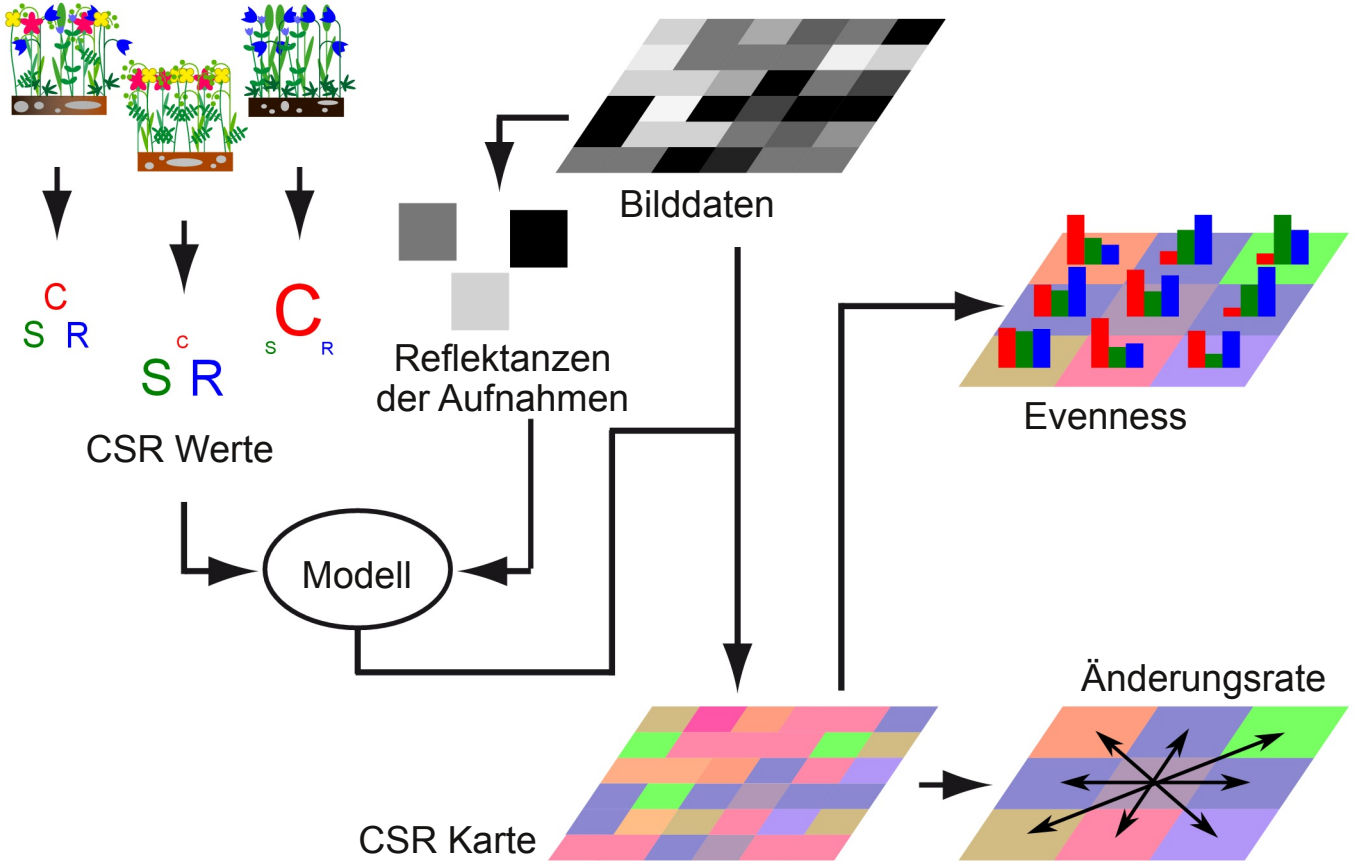 C
S R
C
S R
C
S R
CSR Werte
Reflektanzen
der Aufnahmen
Bilddaten
Modell
Evenness
CSR Karte
Änderungsrate